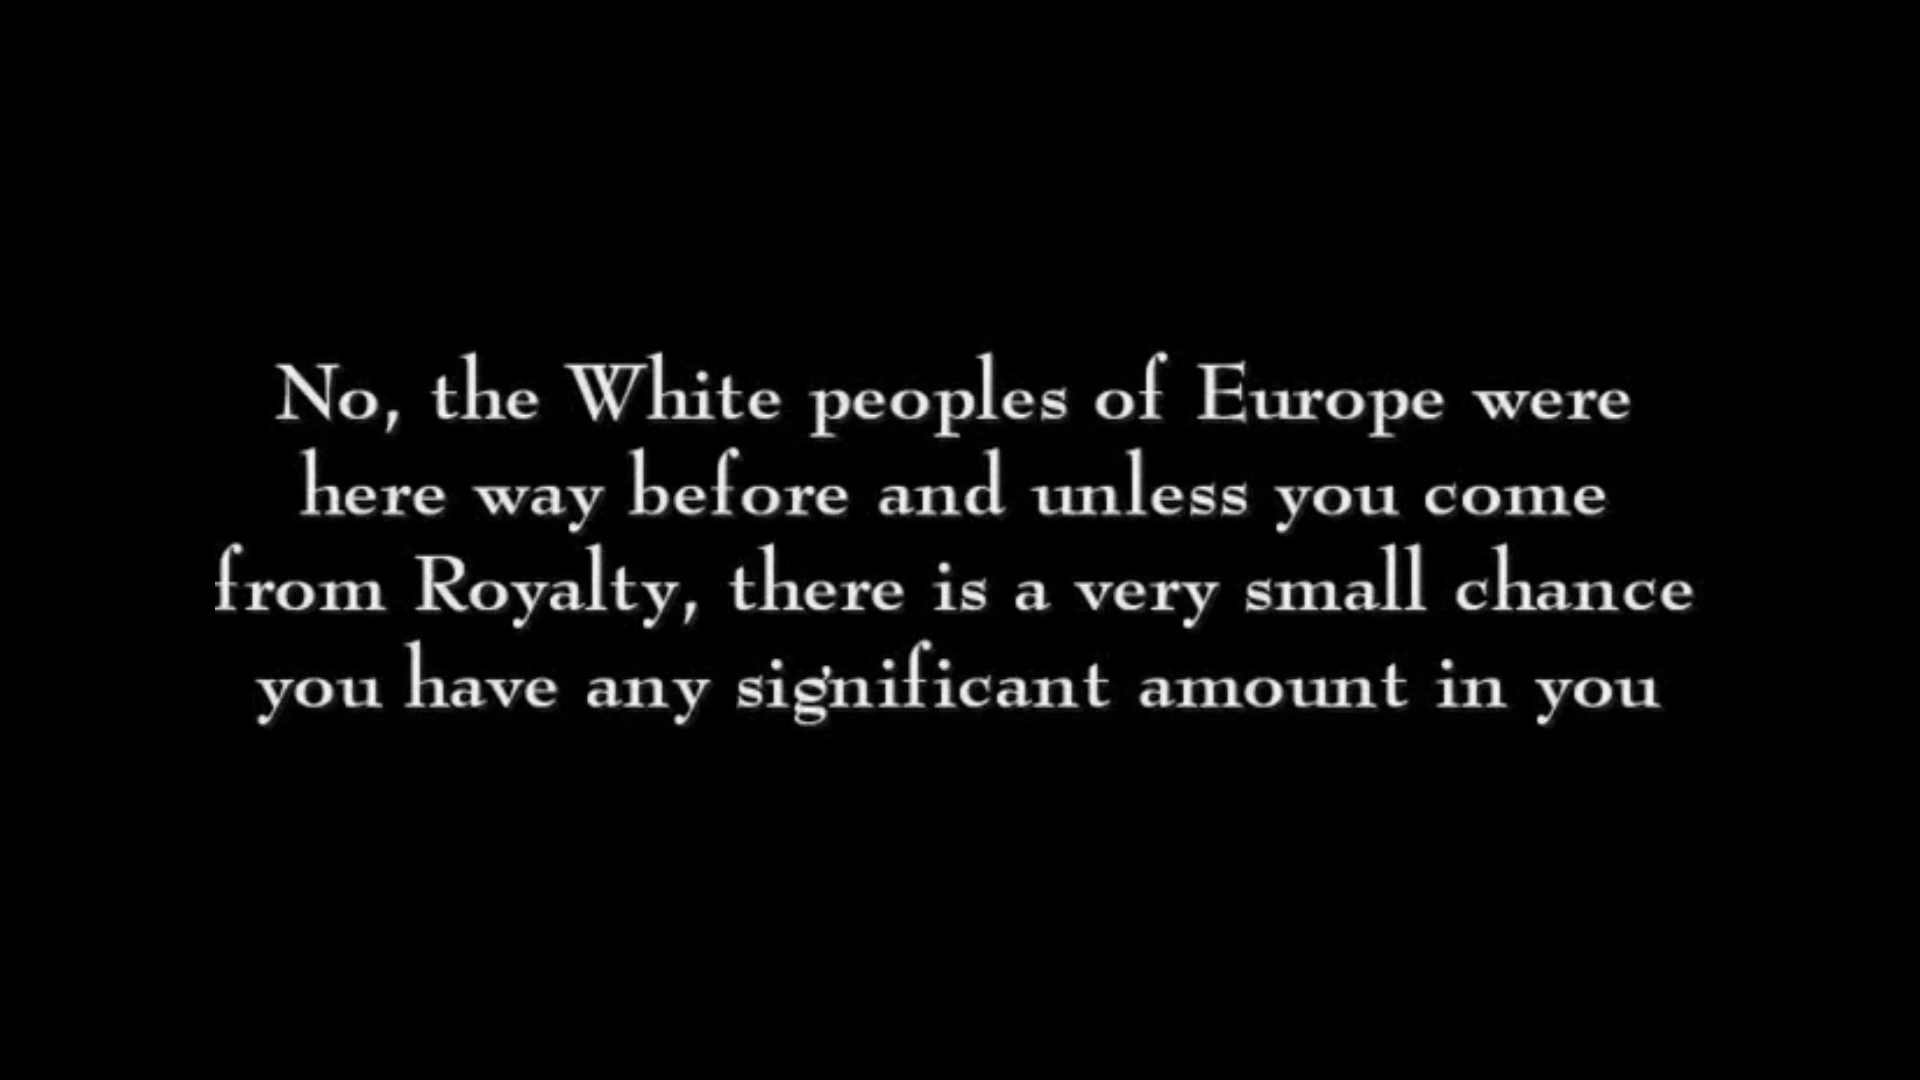 No, the White peoples of Europe were
here way before and unless you come
from Royalty, there is a very small chance
you have any significant amount in you